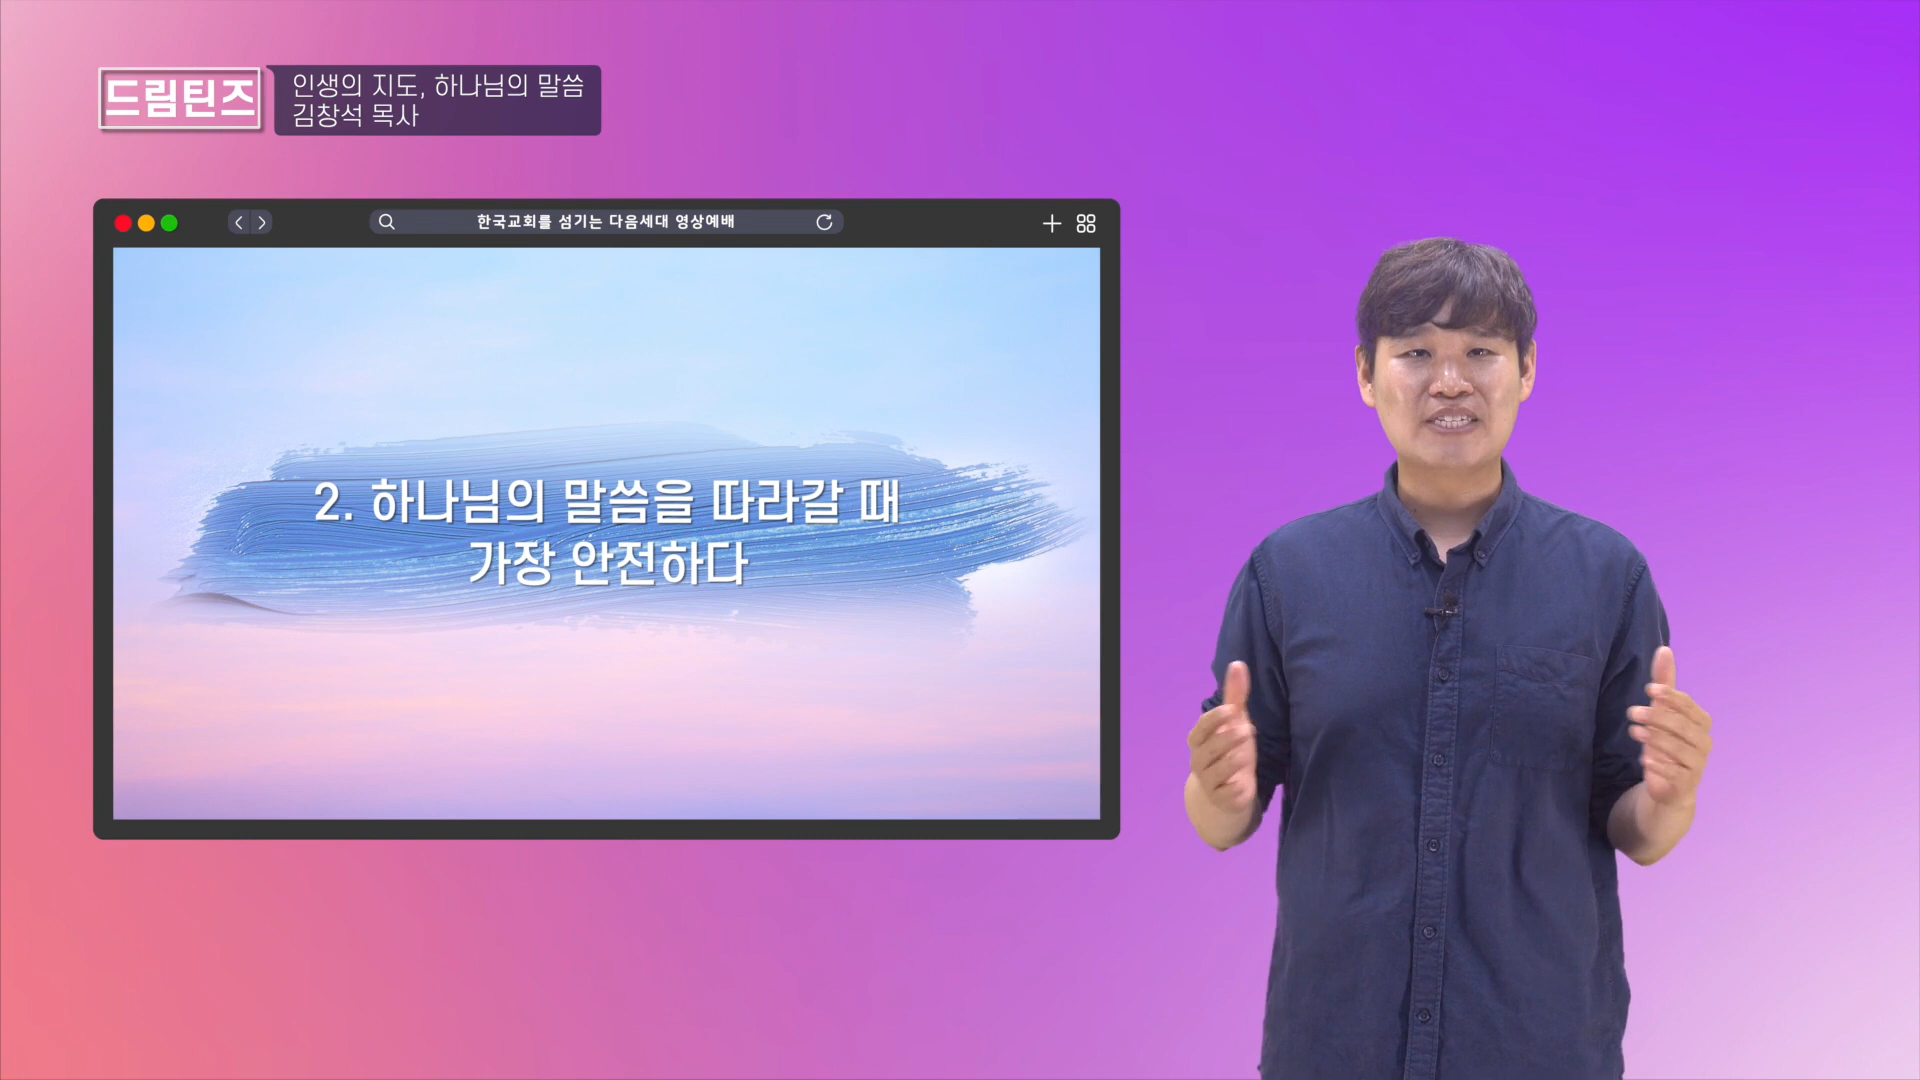 드림틴즈
인생의 지도, 하나님의 말씀
김창석 목사
한국교회를 섬기는 다음세대 영상예배
2. 하나님의 말씀을 따라갈 때
가장 안전하다